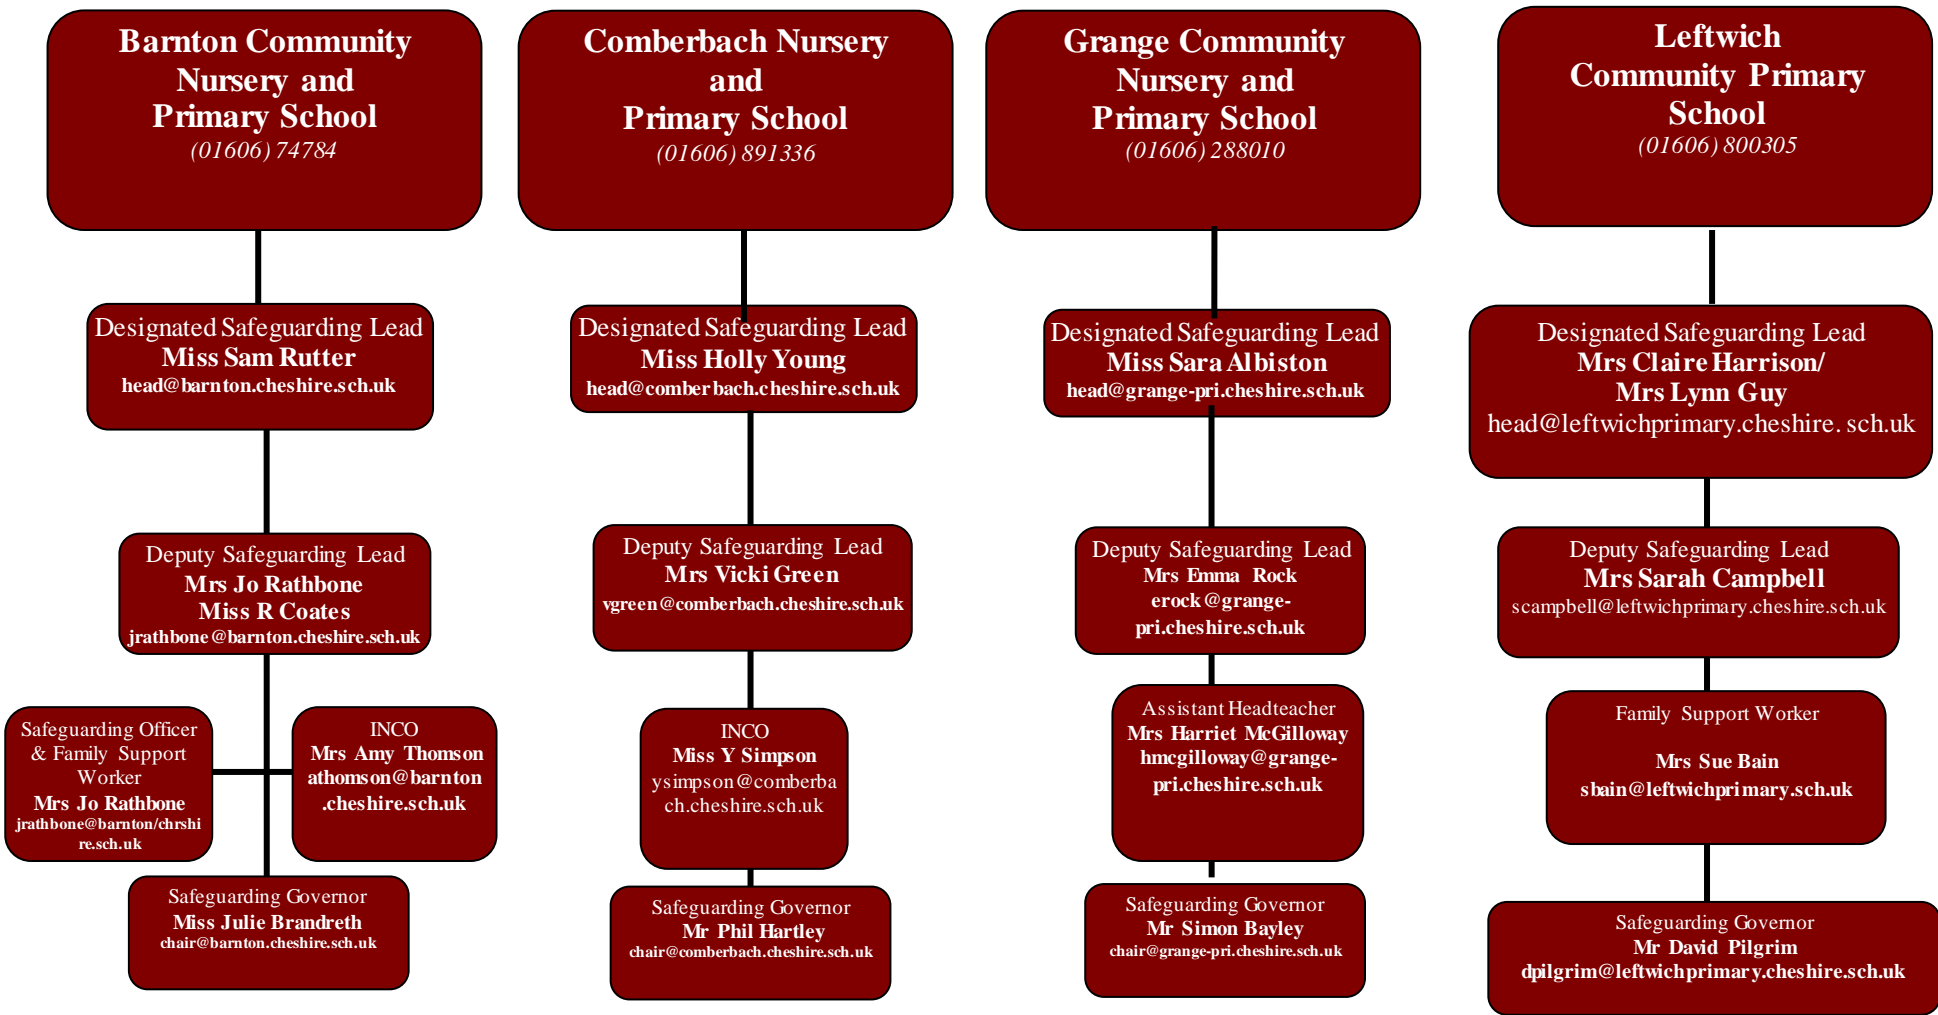 Barnton Community
Nursery and
Primary School
(01606) 74784
Designated Safeguarding Lead
Miss Sam Rutter
head@barnton.cheshire.sch.uk
Deputy Safeguarding Lead
Mrs Jo Rathbone
Miss R Coates
jrathbone@barnton.cheshire.sch.uk
Safeguarding Officer
& Family Support
Worker
Mrs Jo Rathbone
jrathbone@barnton/chrshi
re.sch.uk
INCO
Mrs Amy Thomson
athomson@barnton
.cheshire.sch.uk
Safeguarding Governor
Miss Julie Brandreth
chair@barnton.cheshire.sch.uk
Comberbach Nursery
and
Primary School
(01606) 891336
Designated Safeguarding Lead
Miss Holly Young
head@comberbach.cheshire.sch.uk
Deputy Safeguarding Lead
Mrs Vicki Green
vgreen@comberbach.cheshire.sch.uk
INCO
Miss Y Simpson
ysimpson@comberba
ch.cheshire.sch.uk
Safeguarding Governor
Mr Phil Hartley
chair@comberbach.cheshire.sch.uk
Grange Community
Nursery and
Primary School
(01606) 288010
Designated Safeguarding Lead
Miss Sara Albiston
head@grange-pri.cheshire.sch.uk
Deputy Safeguarding Lead
Mrs Emma Rock
erock@grange-
pri.cheshire.sch.uk
Assistant Headteacher
Mrs Harriet McGilloway
hmcgilloway@grange-
pri.cheshire.sch.uk
Safeguarding Governor
Mr Simon Bayley
chair@grange-pri.cheshire.sch.uk
Leftwich
Community Primary
School
(01606) 800305
Designated Safeguarding Lead
Mrs Claire Harrison/
Mrs Lynn Guy
head@leftwichprimary.cheshire. sch.uk
Deputy Safeguarding Lead
Mrs Sarah Campbell
scampbell@leftwichprimary.cheshire.sch.uk
Family Support Worker
Mrs Sue Bain
sbain@leftwichprimary.sch.uk
Safeguarding Governor
Mr David Pilgrim
dpilgrim@leftwichprimary.cheshire.sch.uk